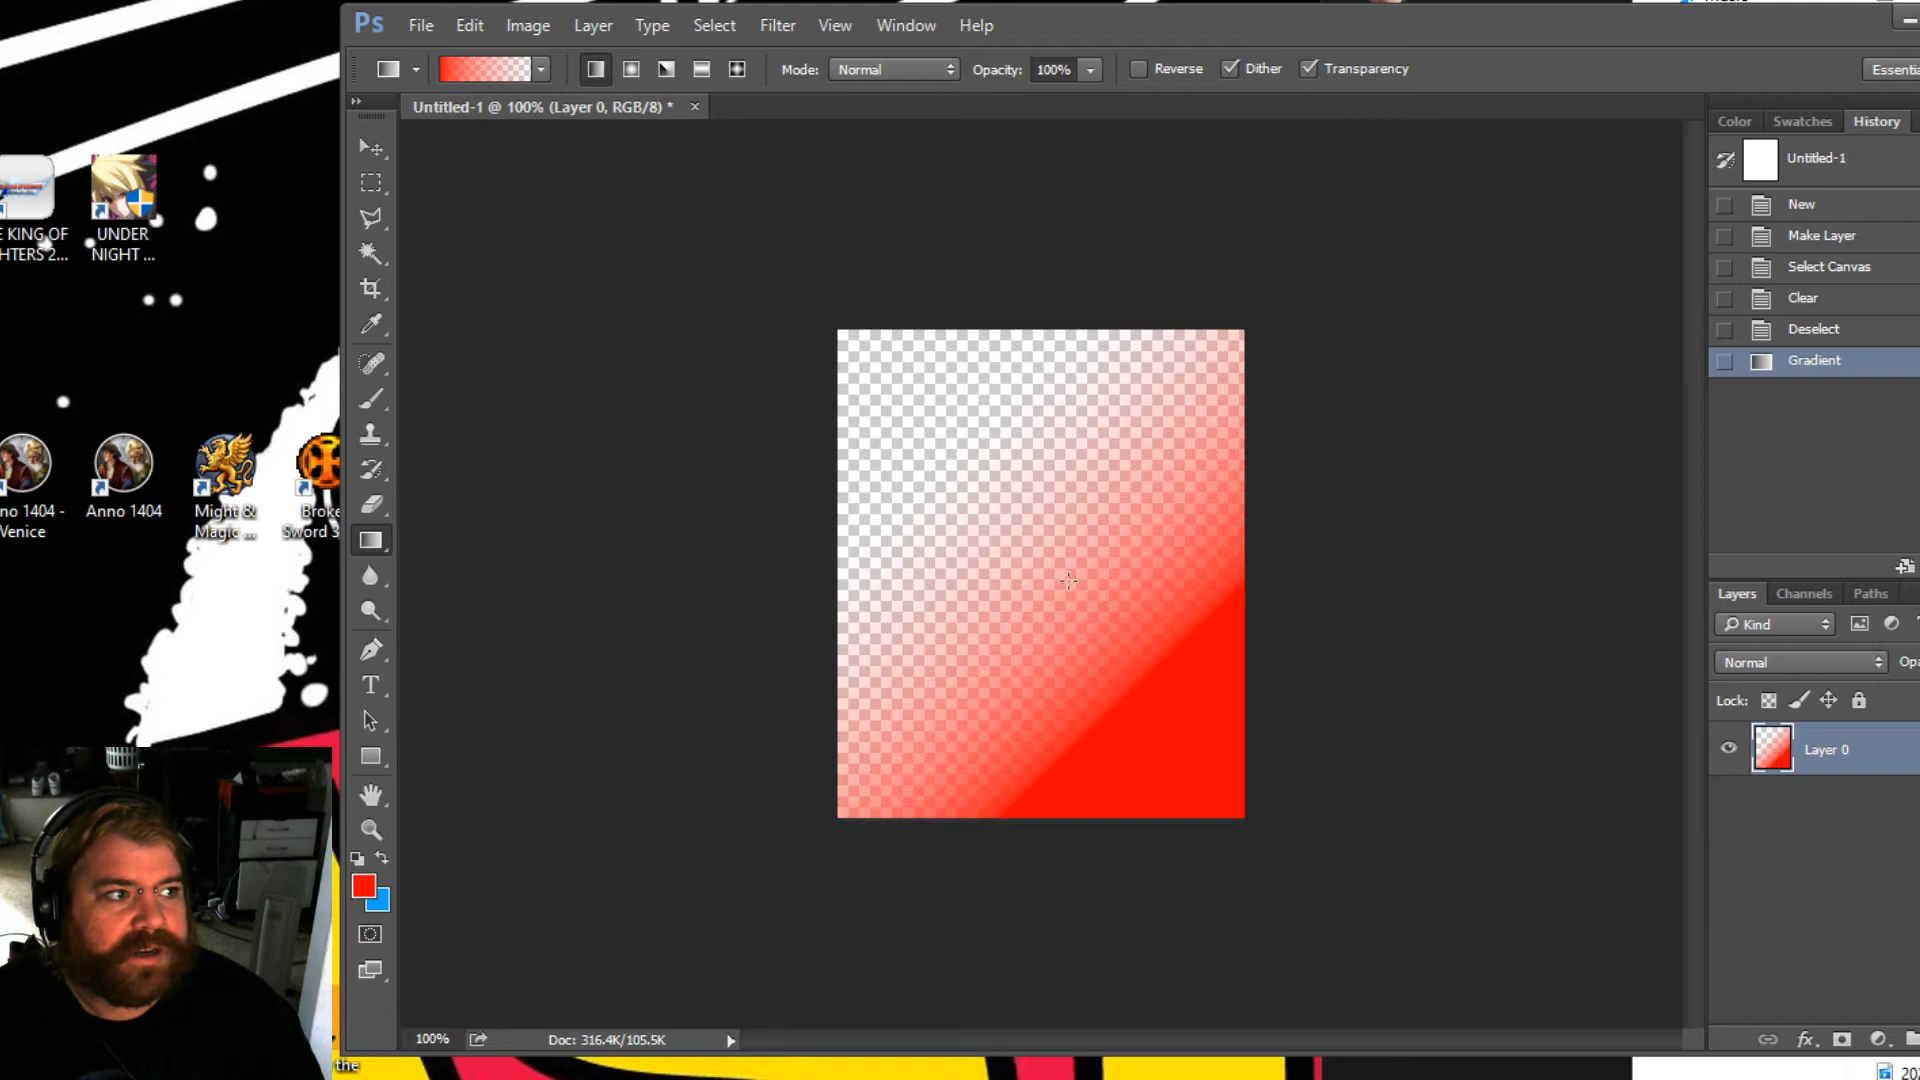 Ps File Edit Image Layer Type Select Filter View Window Help
Mode: Normal Opacity: 100% Reverse Dither Transparency Essentia
Untitled-1 @ 100% (Layer 0, RGB/8) * ×
Color Swatches History
Untitled-1
New
Make Layer
Select Canvas
Clear
Deselect
Gradient
Layers Channels Paths
Kind
Normal Opa
Lock:
Layer 0
fx
T
100% Doc: 316.4K/105.5K
E KING OF
HTERS 2...
UNDER
NIGHT ...
no 1404 -
Venice
Anno 1404
Might &
Magic ...
Broke
Sword 3
the
202